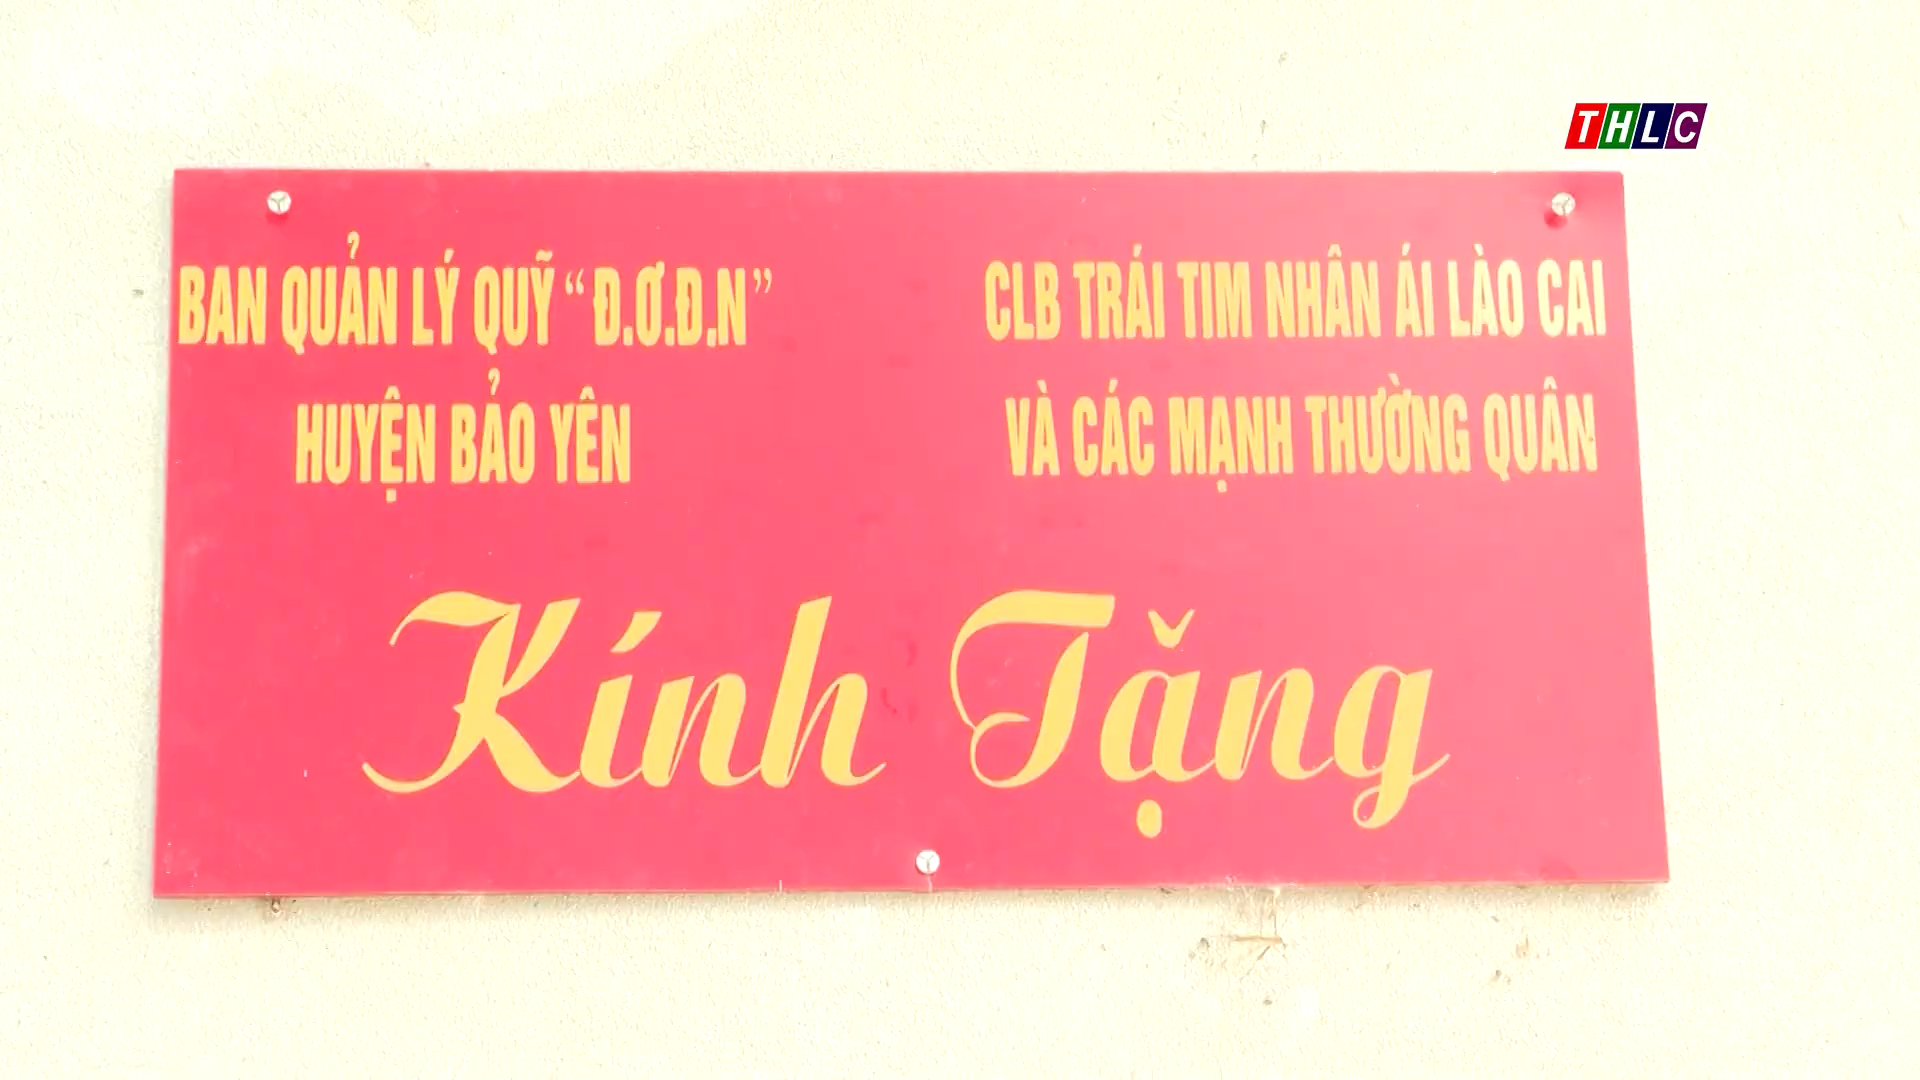 THLC
BAN QUẢN LÝ QUỸ “Đ.Ơ.Đ.N”
HUYỆN BẢO YÊN
CLB TRÁI TIM NHÂN ÁI LÀO CAI
VÀ CÁC MẠNH THƯỜNG QUÂN
Kính Tặng